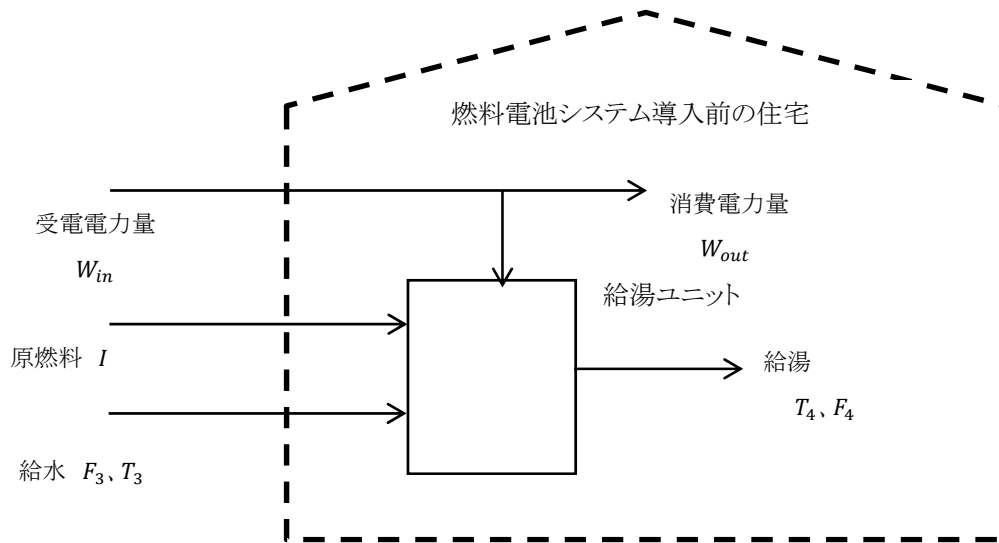 燃料電池システム導入前の住宅
受電電力量
W_in
消費電力量
W_out
給湯ユニット
原燃料 I
給湯
T_4、F_4
給水 F_3、T_3